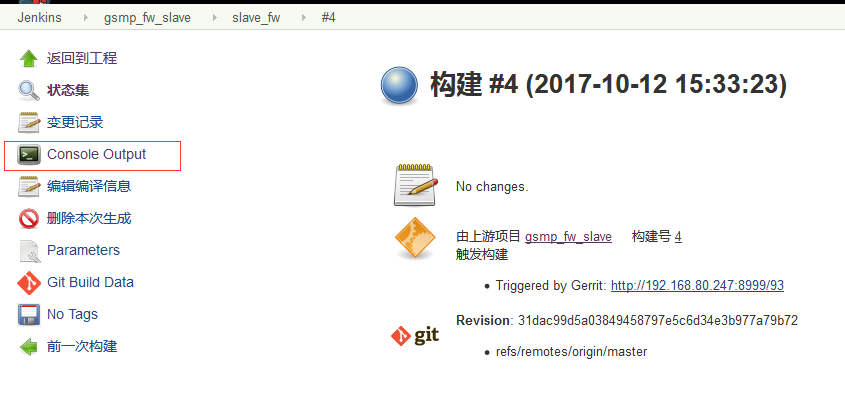 Jenkins gsmp_fw_slave slave_fw #4
返回到工程
状态集
变更记录
Console Output
编辑编译信息
删除本次生成
Parameters
Git Build Data
No Tags
前一次构建
构建 #4 (2017-10-12 15:33:23)
No changes.
由上游项目 gsmp_fw_slave 构建号 4
触发构建
Triggered by Gerrit: http://192.168.80.247:8999/93
git
Revision: 31dac99d5a03849458797e5c6d34e3b977a79b72
refs/remotes/origin/master